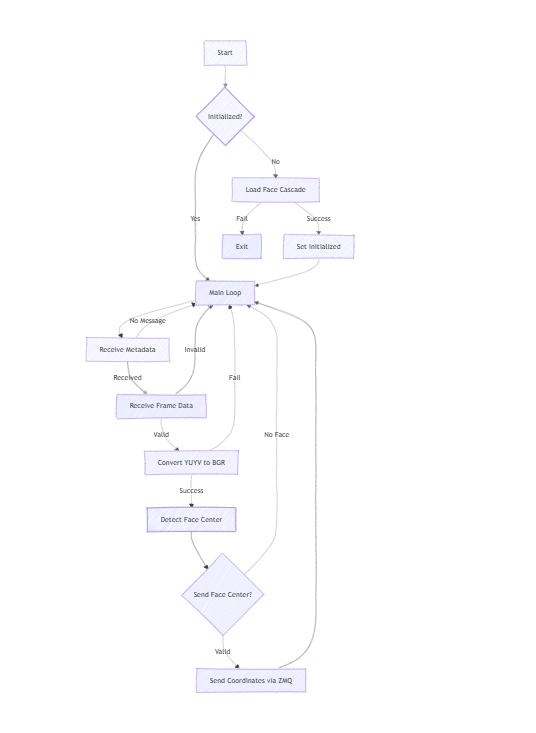 Start
Initialized?
No
Load Face Cascade
Yes
Fail
Success
Exit
Set Initialized
Main Loop
No Message
Receive Metadata
Invalid
Received
Fail
Receive Frame Data
Valid
No Face
Convert YUYV to BGR
Success
Detect Face Center
Send Face Center?
Valid
Send Coordinates via ZMQ